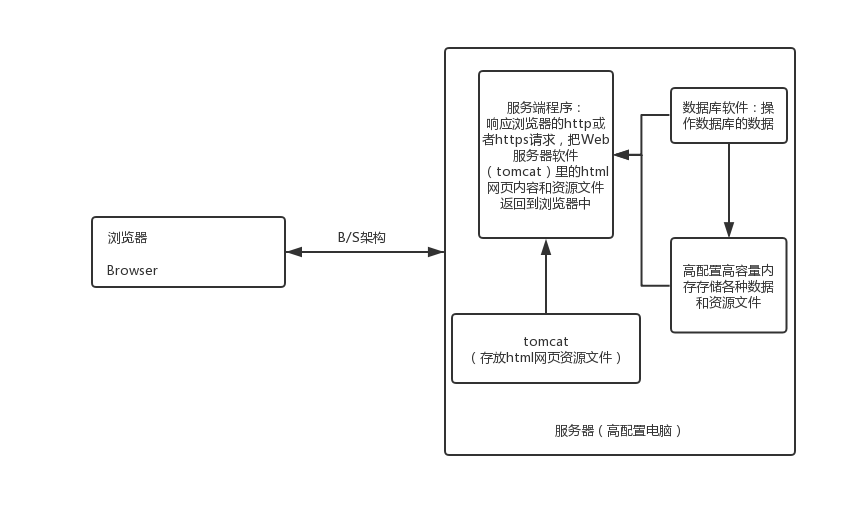 浏览器
Browser
B/S架构
服务端程序：
响应浏览器的http或
者https请求，把Web
服务器软件
（tomcat）里的html
网页内容和资源文件
返回到浏览器中
数据库软件：操
作数据库的数据
高配置高容量内
存存储各种数据
和资源文件
tomcat
（存放html网页资源文件）
服务器（高配置电脑）